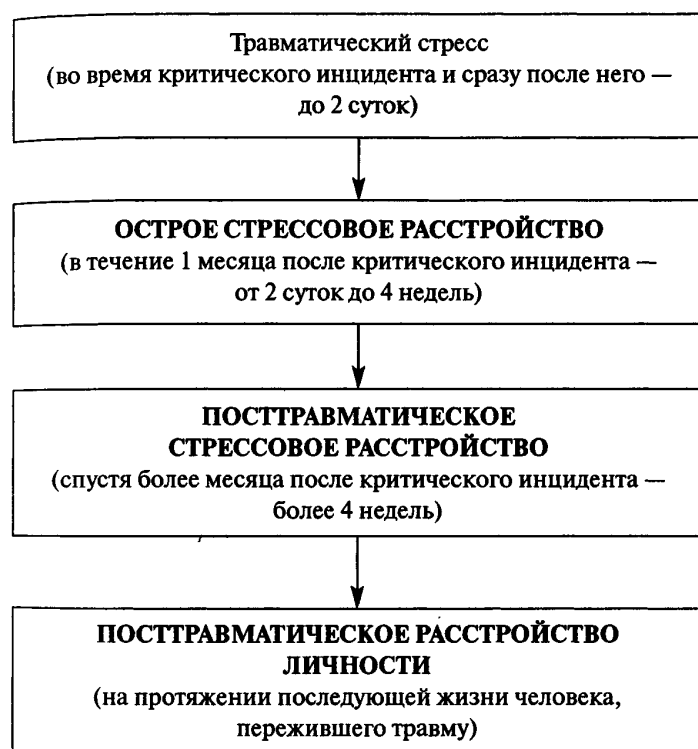 Травматический стресс
(во время критического инцидента и сразу после него —
до 2 суток)
ОСТРОЕ СТРЕССОВОЕ РАССТРОЙСТВО
(в течение 1 месяца после критического инцидента —
от 2 суток до 4 недель)
ПОСТТРАВМАТИЧЕСКОЕ
СТРЕССОВОЕ РАССТРОЙСТВО
(спустя более месяца после критического инцидента —
более 4 недель)
ПОСТТРАВМАТИЧЕСКОЕ РАССТРОЙСТВО
ЛИЧНОСТИ
(на протяжении последующей жизни человека,
пережившего травму)